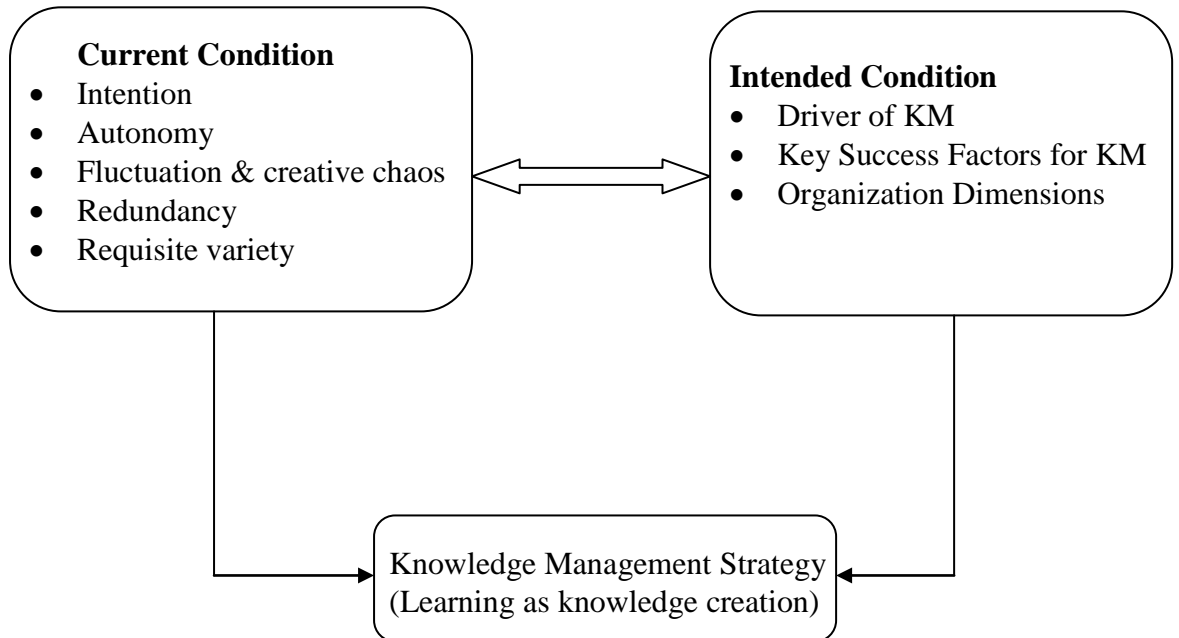 Current Condition
• Intention
• Autonomy
• Fluctuation & creative chaos
• Redundancy
• Requisite variety
Intended Condition
• Driver of KM
• Key Success Factors for KM
• Organization Dimensions
Knowledge Management Strategy
(Learning as knowledge creation)